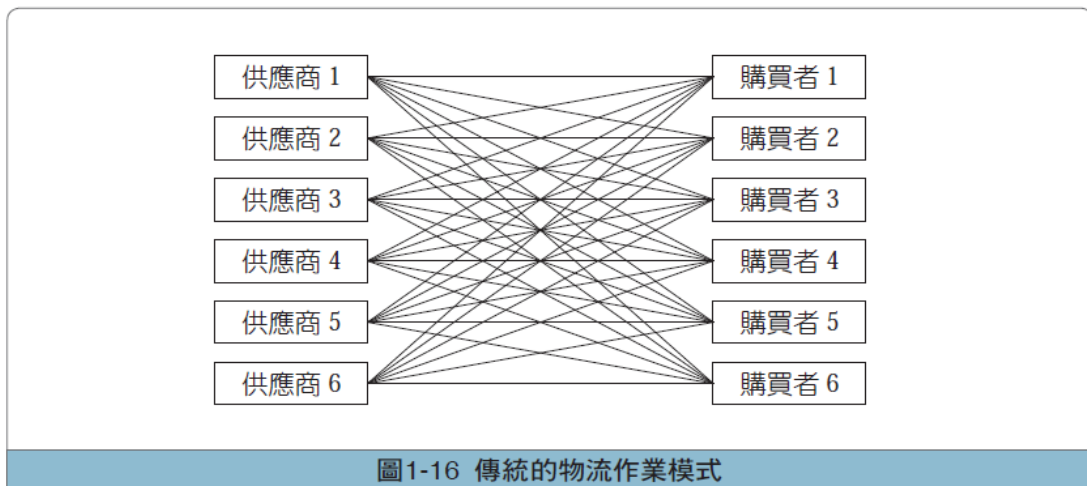 供應商 1 購買者 1
供應商 2 購買者 2
供應商 3 購買者 3
供應商 4 購買者 4
供應商 5 購買者 5
供應商 6 購買者 6
圖1-16 傳統的物流作業模式